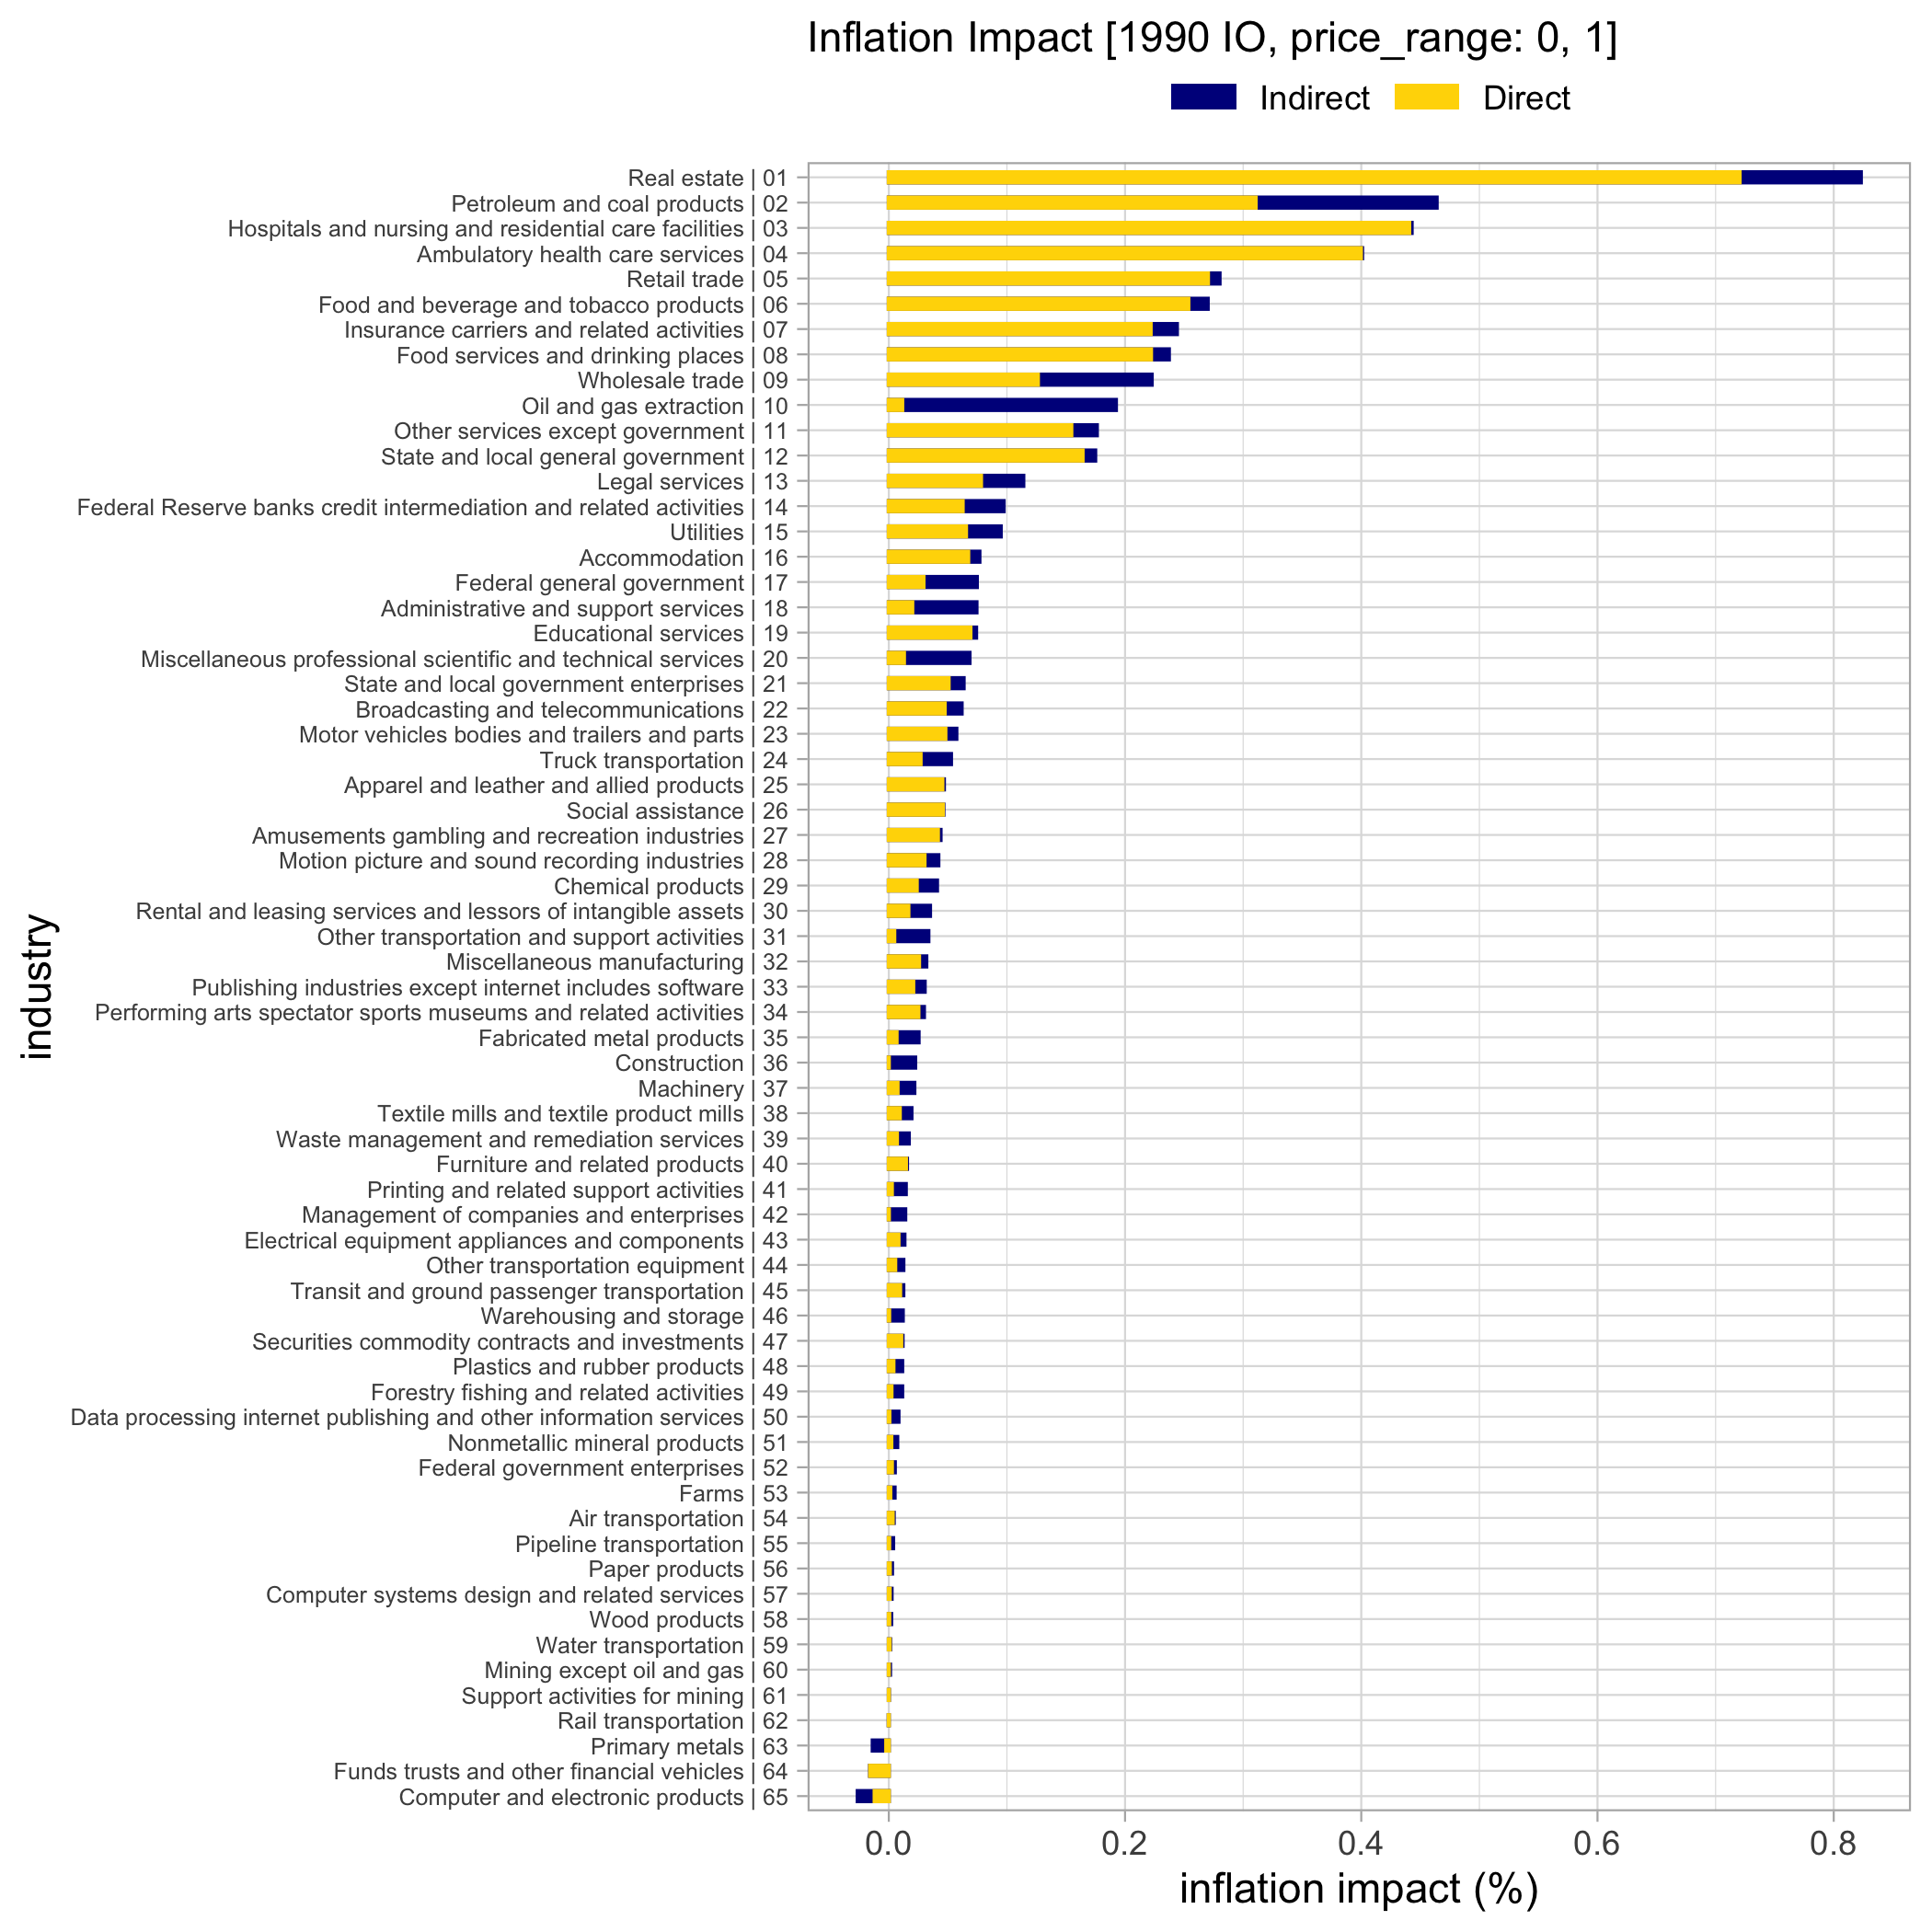 Inflation Impact [1990 IO, price_range: 0, 1]
Indirect Direct
Real estate | 01
Petroleum and coal products | 02
Hospitals and nursing and residential care facilities | 03
Ambulatory health care services | 04
Retail trade | 05
Food and beverage and tobacco products | 06
Insurance carriers and related activities | 07
Food services and drinking places | 08
Wholesale trade | 09
Oil and gas extraction | 10
Other services except government | 11
State and local general government | 12
Legal services | 13
Federal Reserve banks credit intermediation and related activities | 14
Utilities | 15
Accommodation | 16
Federal general government | 17
Administrative and support services | 18
Educational services | 19
Miscellaneous professional scientific and technical services | 20
State and local government enterprises | 21
Broadcasting and telecommunications | 22
Motor vehicles bodies and trailers and parts | 23
Truck transportation | 24
Apparel and leather and allied products | 25
Social assistance | 26
Amusements gambling and recreation industries | 27
Motion picture and sound recording industries | 28
Chemical products | 29
Rental and leasing services and lessors of intangible assets | 30
Other transportation and support activities | 31
Miscellaneous manufacturing | 32
Publishing industries except internet includes software | 33
Performing arts spectator sports museums and related activities | 34
Fabricated metal products | 35
Construction | 36
Machinery | 37
Textile mills and textile product mills | 38
Waste management and remediation services | 39
Furniture and related products | 40
Printing and related support activities | 41
Management of companies and enterprises | 42
Electrical equipment appliances and components | 43
Other transportation equipment | 44
Transit and ground passenger transportation | 45
Warehousing and storage | 46
Securities commodity contracts and investments | 47
Plastics and rubber products | 48
Forestry fishing and related activities | 49
Data processing internet publishing and other information services | 50
Nonmetallic mineral products | 51
Federal government enterprises | 52
Farms | 53
Air transportation | 54
Pipeline transportation | 55
Paper products | 56
Computer systems design and related services | 57
Wood products | 58
Water transportation | 59
Mining except oil and gas | 60
Support activities for mining | 61
Rail transportation | 62
Primary metals | 63
Funds trusts and other financial vehicles | 64
Computer and electronic products | 65
industry
0.0 0.2 0.4 0.6 0.8
inflation impact (%)